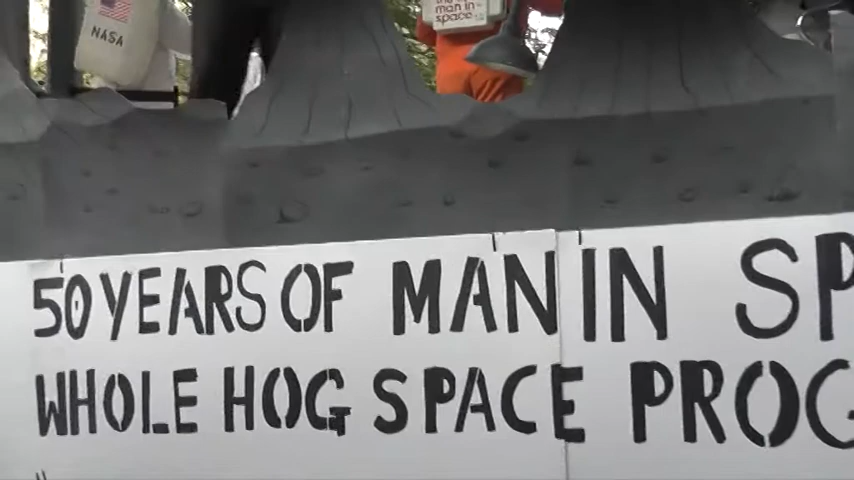 NASA
man in
space
50 YEARS OF MAN IN SP
WHOLE HOG SPACE PROG